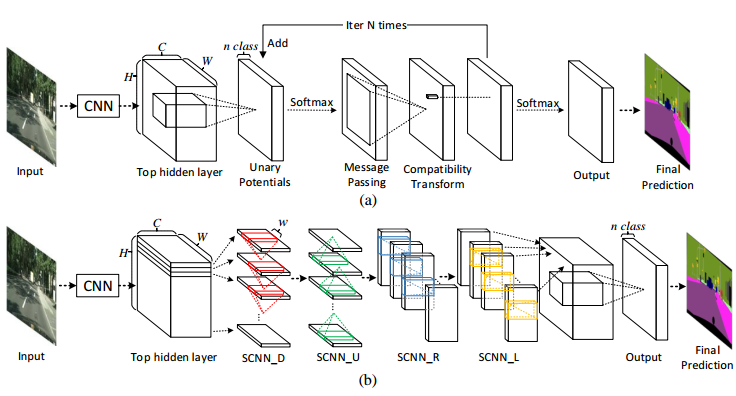 Iter N times
C
W
n class
Add
H
CNN
Softmax
Softmax
Input
Top hidden layer
Unary
Potentials
Message
Passing
Compatibility
Transform
Output
Final
Prediction
(a)
C
W
H
w
n class
CNN
Input
Top hidden layer
SCNN_D
SCNN_U
SCNN_R
SCNN_L
Output
Final
Prediction
(b)